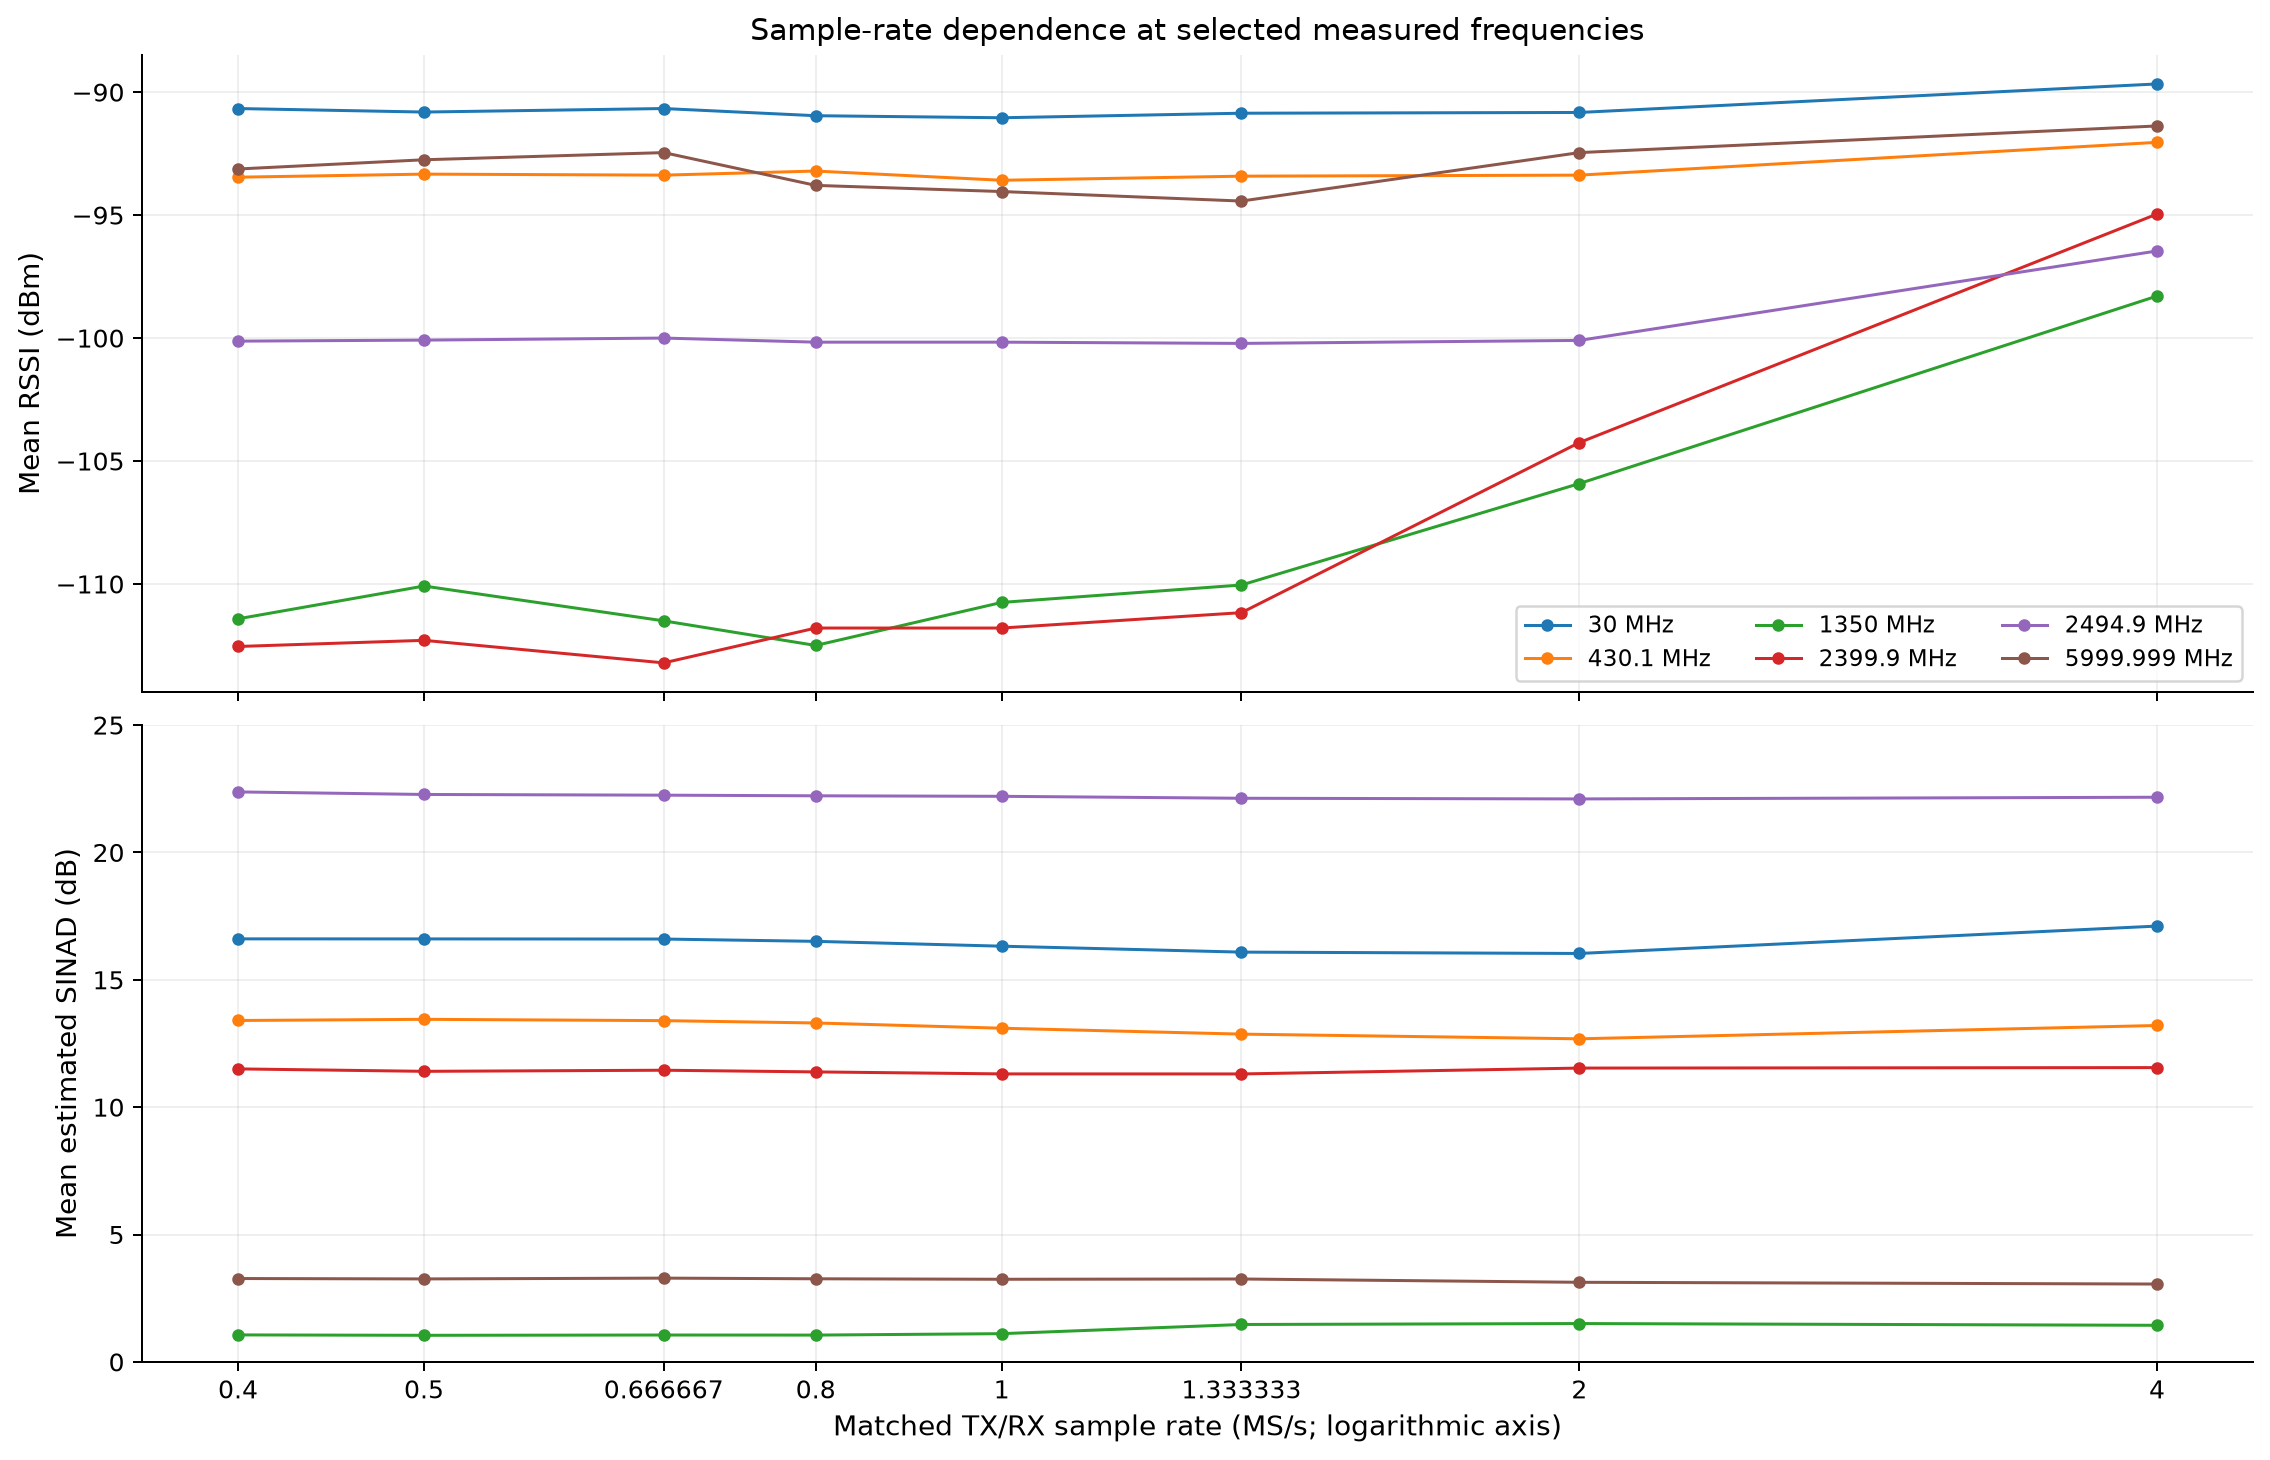 Sample-rate dependence at selected measured frequencies
Mean RSSI (dBm)
−90
−95
−100
−105
−110
30 MHz
430.1 MHz
1350 MHz
2399.9 MHz
2494.9 MHz
5999.999 MHz
Mean estimated SINAD (dB)
25
20
15
10
5
0
0.4 0.5 0.666667 0.8 1 1.333333 2 4
Matched TX/RX sample rate (MS/s; logarithmic axis)